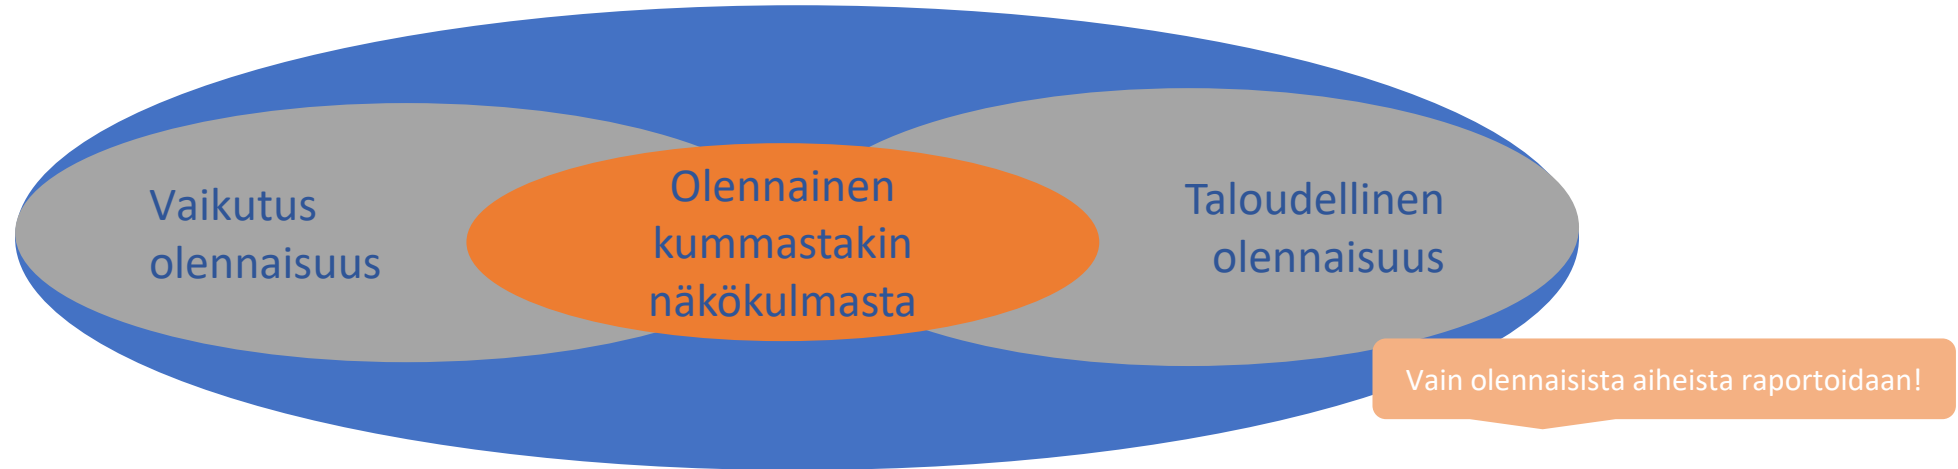 Vaikutus
olennaisuus
Olennainen
kummastakin
näkökulmasta
Taloudellinen
olennaisuus
Vain olennaisista aiheista raportoidaan!